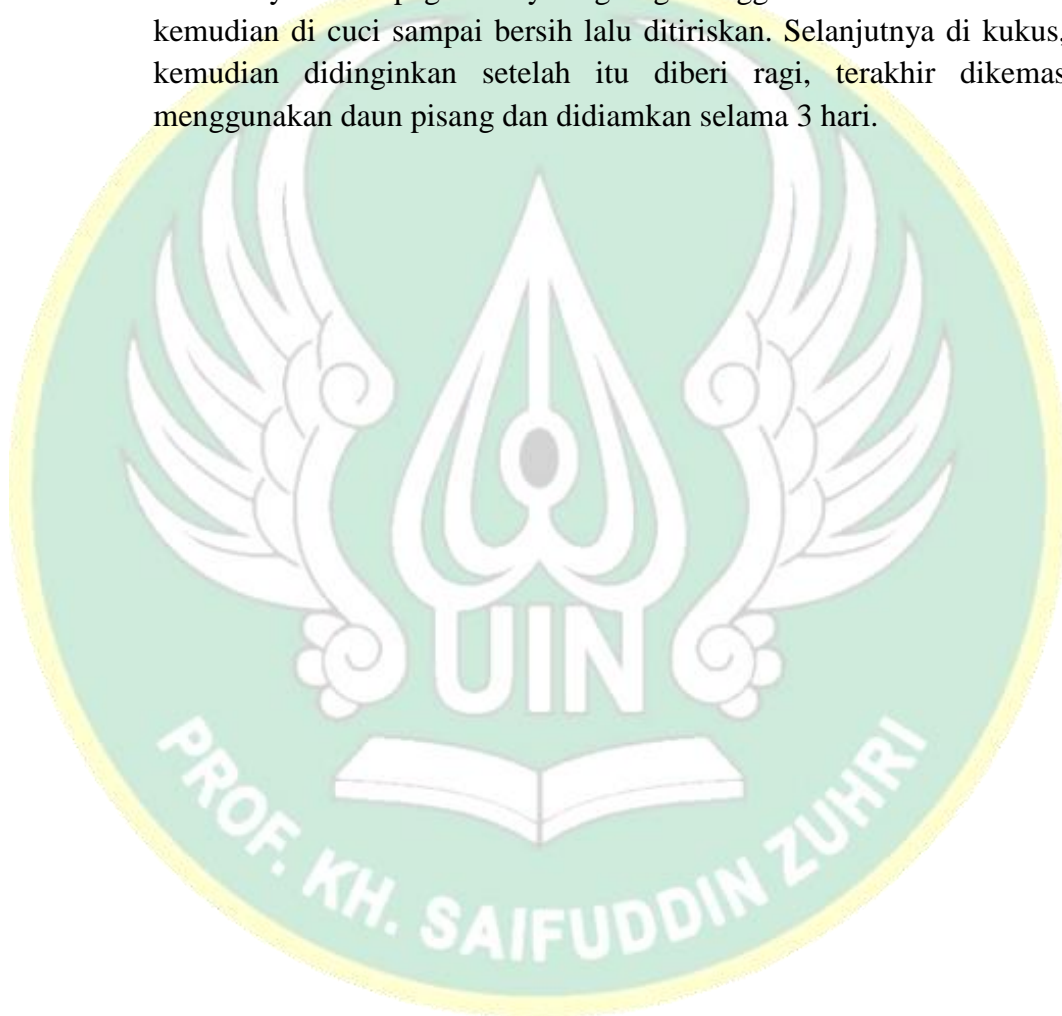 kemudian di cuci sampai bersih lalu ditiriskan. Selanjutnya di kukus,
kemudian didinginkan setelah itu diberi ragi, terakhir dikemas
menggunakan daun pisang dan didiamkan selama 3 hari.
UIN
PROF. KH. SAIFUDDIN ZUHRI